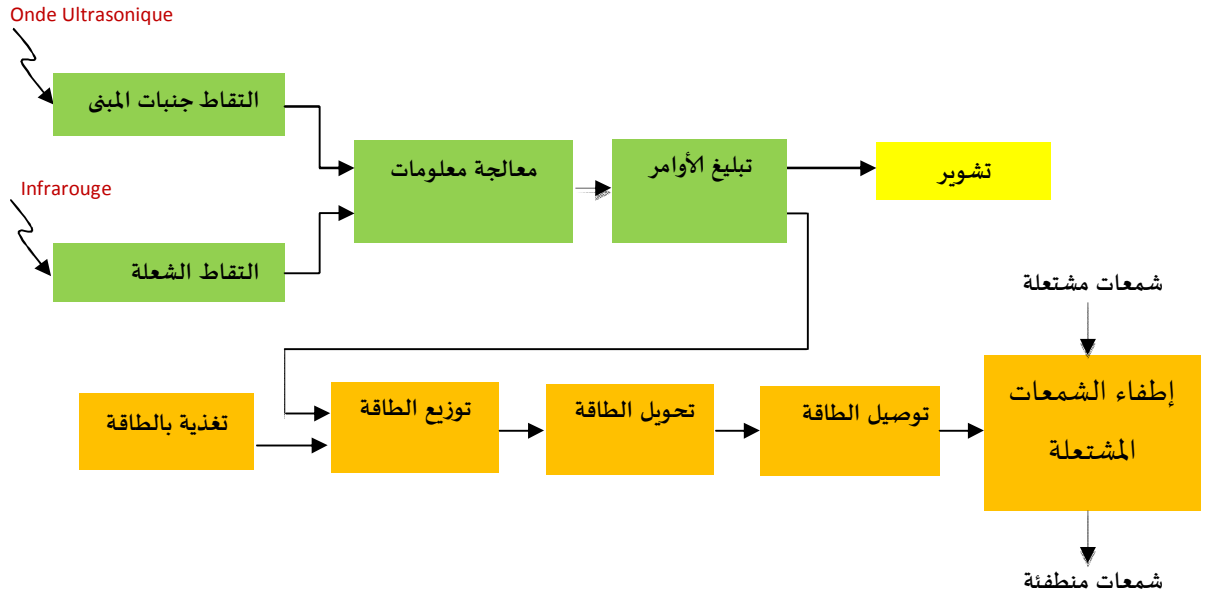 Onde Ultrasonique
التقاط جنبات المبنى
معالجة معلومات
تبليغ الأوامر
تشوير
Infrarouge
التقاط الشعلة
شمعات مشتعلة
تغذية بالطاقة
توزيع الطاقة
تحويل الطاقة
توصيل الطاقة
إطفاء الشمعات
المشتعلة
شمعات منطفئة